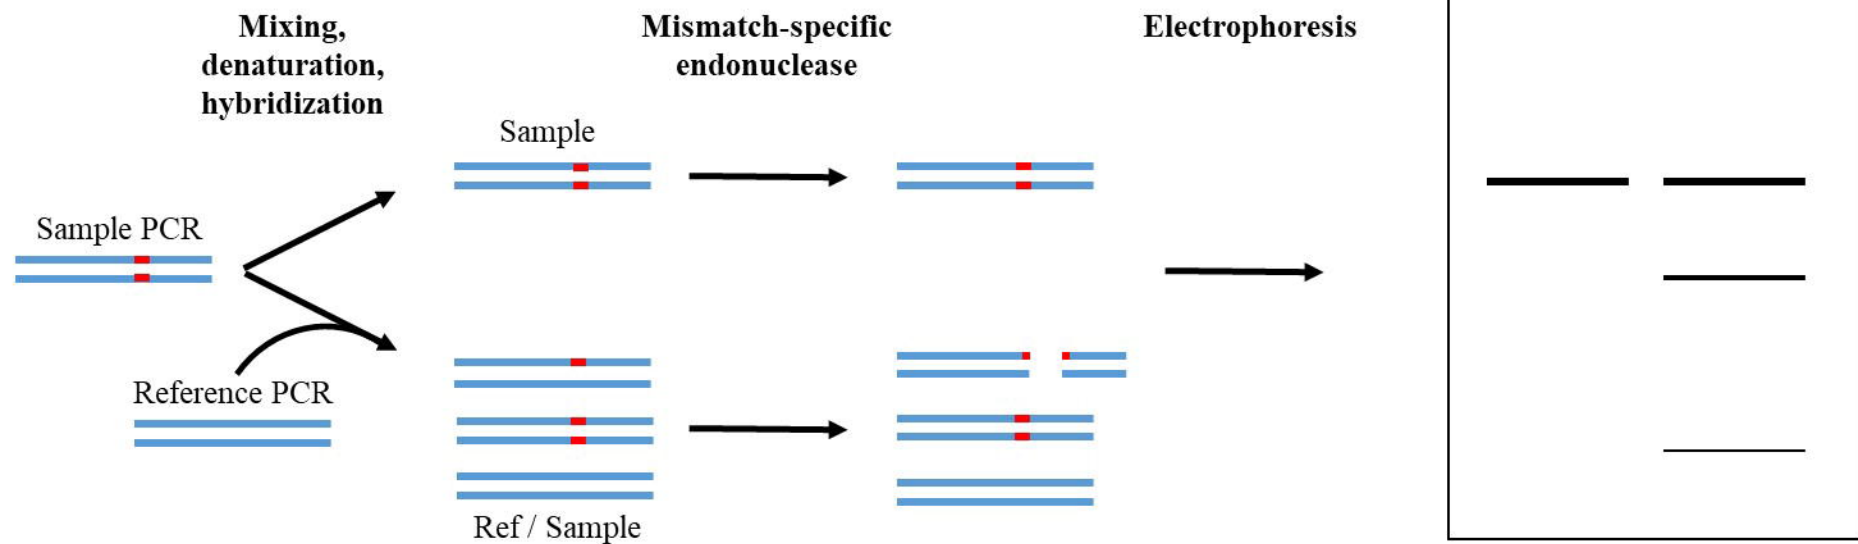 Mixing,
denaturation,
hybridization
Mismatch-specific
endonuclease
Electrophoresis
Sample
Sample PCR
Reference PCR
Ref / Sample